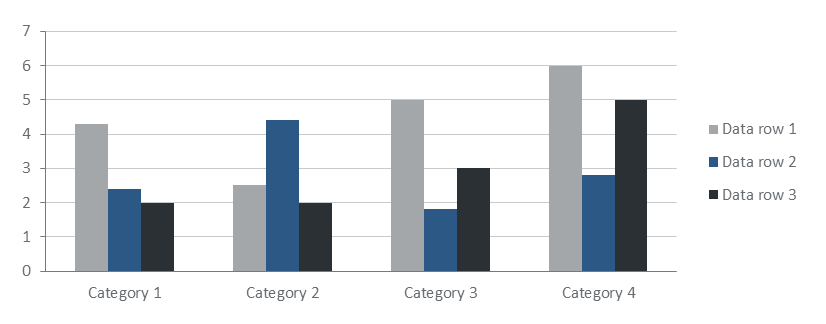 7
6
5
4
3
2
1
0
Category 1
Category 2
Category 3
Category 4
Data row 1
Data row 2
Data row 3